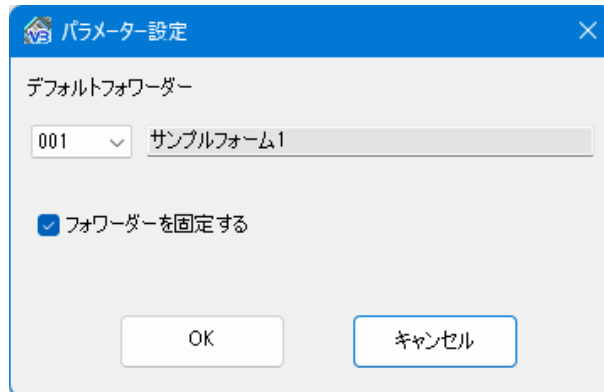 パラメーター設定
デフォルトフォワーダー
001 サンプルフォーム1
フォワーダーを固定する
OK キャンセル